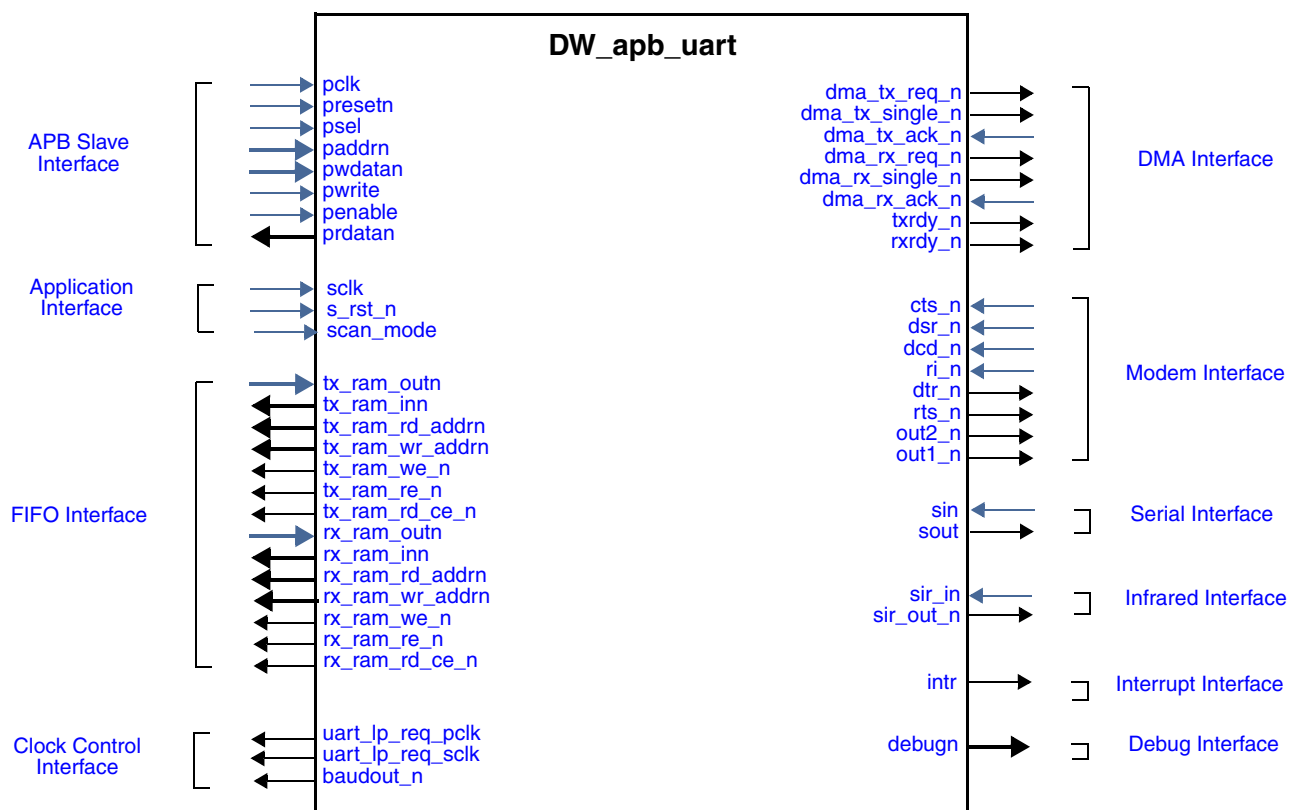 DW_apb_uart
APB Slave
Interface
pclk
presetn
psel
paddrn
pwdatan
pwrite
penable
prdatan
Application
Interface
sclk
s_rst_n
scan_mode
FIFO Interface
tx_ram_outn
tx_ram_inn
tx_ram_rd_addrn
tx_ram_wr_addrn
tx_ram_we_n
tx_ram_re_n
tx_ram_rd_ce_n
rx_ram_outn
rx_ram_inn
rx_ram_rd_addrn
rx_ram_wr_addrn
rx_ram_we_n
rx_ram_re_n
rx_ram_rd_ce_n
Clock Control
Interface
uart_lp_req_pclk
uart_lp_req_sclk
baudout_n
dma_tx_req_n
dma_tx_single_n
dma_tx_ack_n
dma_rx_req_n
dma_rx_single_n
dma_rx_ack_n
txrdy_n
rxrdy_n
DMA Interface
cts_n
dsr_n
dcd_n
ri_n
dtr_n
rts_n
out2_n
out1_n
Modem Interface
sin
sout
Serial Interface
sir_in
sir_out_n
Infrared Interface
intr
Interrupt Interface
debugn
Debug Interface